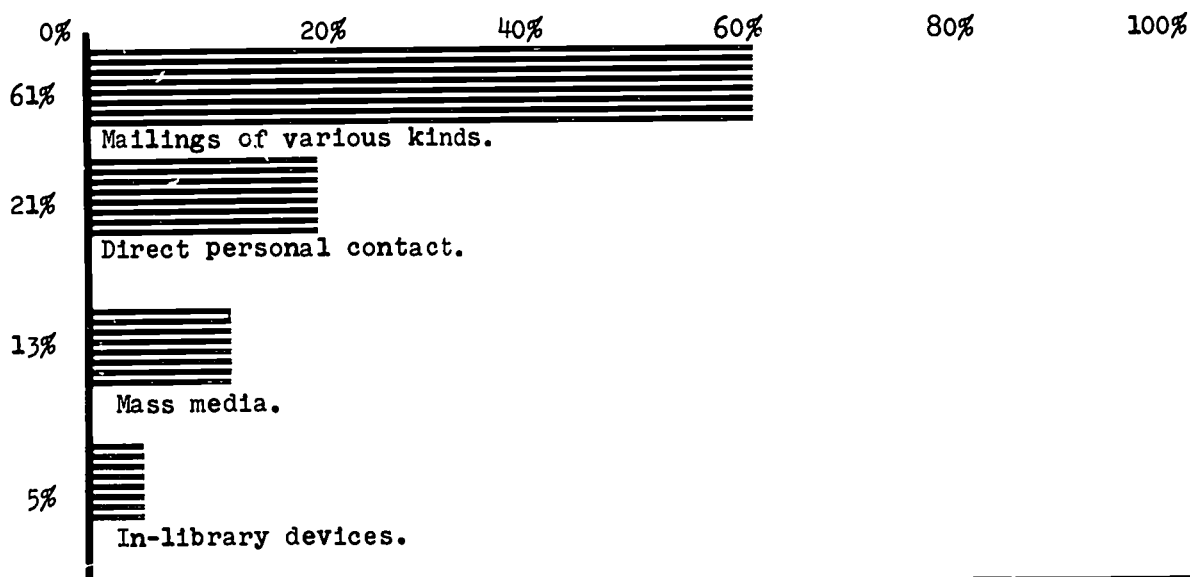 0% 20% 40% 60% 80% 100%
61%
Mailings of various kinds.
21%
Direct personal contact.
13%
Mass media.
5%
In-library devices.